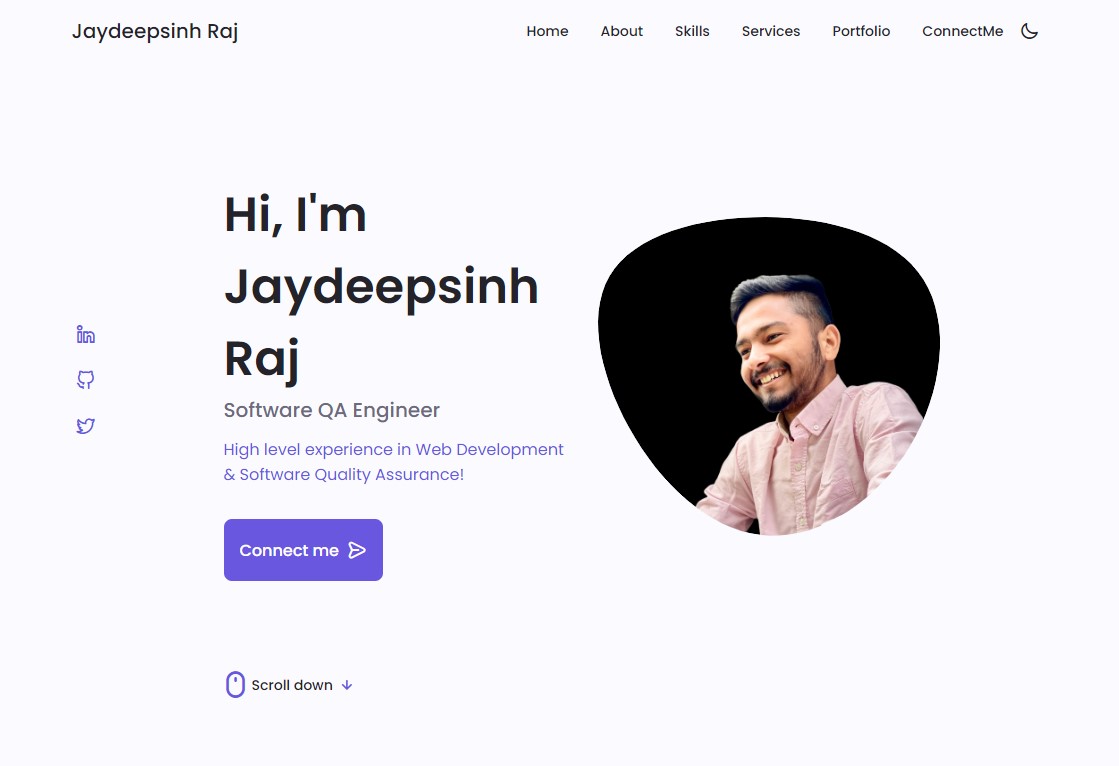 Jaydeepsinh Raj
Home About Skills Services Portfolio ConnectMe
Hi, I'm
Jaydeepsinh
Raj
Software QA Engineer
High level experience in Web Development
& Software Quality Assurance!
Connect me
Scroll down